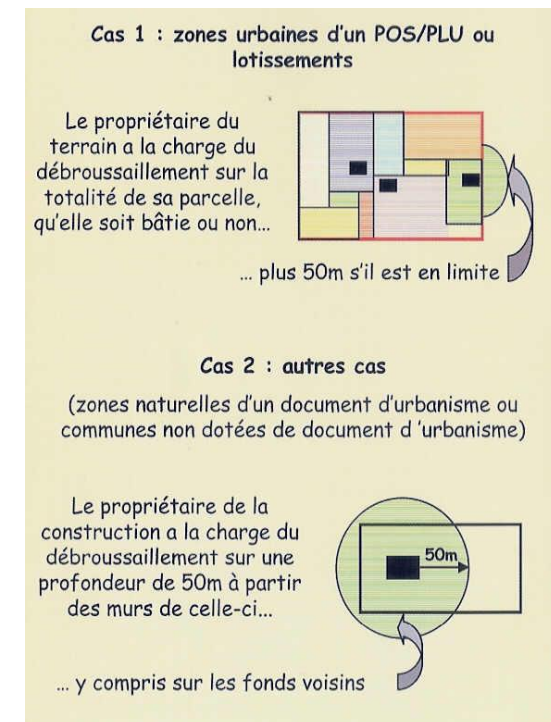 Cas 1 : zones urbaines d'un POS/PLU ou
lotissements
Le propriétaire du
terrain a la charge du
débroussaillement sur la
totalité de sa parcelle,
qu'elle soit bâtie ou non...
... plus 50m s'il est en limite
Cas 2 : autres cas
(zones naturelles d'un document d'urbanisme ou
communes non dotées de document d 'urbanisme)
Le propriétaire de la
construction a la charge du
débroussaillement sur une
profondeur de 50m à partir
des murs de celle-ci...
50m
... y compris sur les fonds voisins